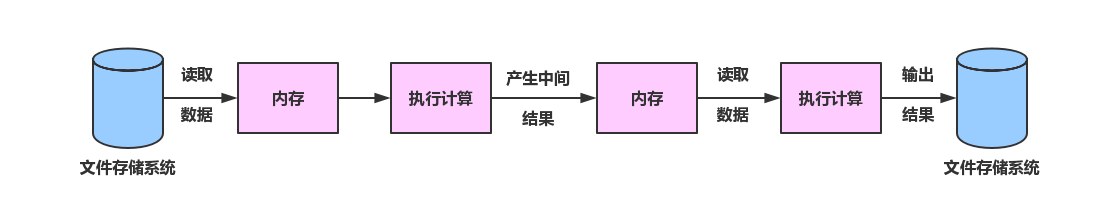 读取
数据
内存
执行计算
产生中间
结果
内存
读取
数据
执行计算
输出
结果
文件存储系统
文件存储系统